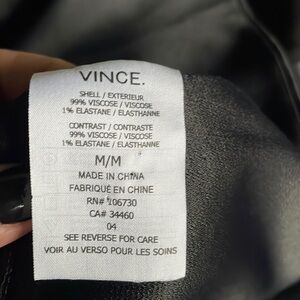 VINCE.
SHELL / EXTERIEUR
99% VISCOSE / VISCOSE
1% ELASTANE / ELASTHANNE
CONTRAST / CONTRASTE
99% VISCOSE / VISCOSE
1% ELASTANE / ELASTHANNE
M/M
MADE IN CHINA
FABRIQUÉ EN CHINE
RN# 106730
CA# 34460
04
SEE REVERSE FOR CARE
VOIR AU VERSO POUR LES SOINS